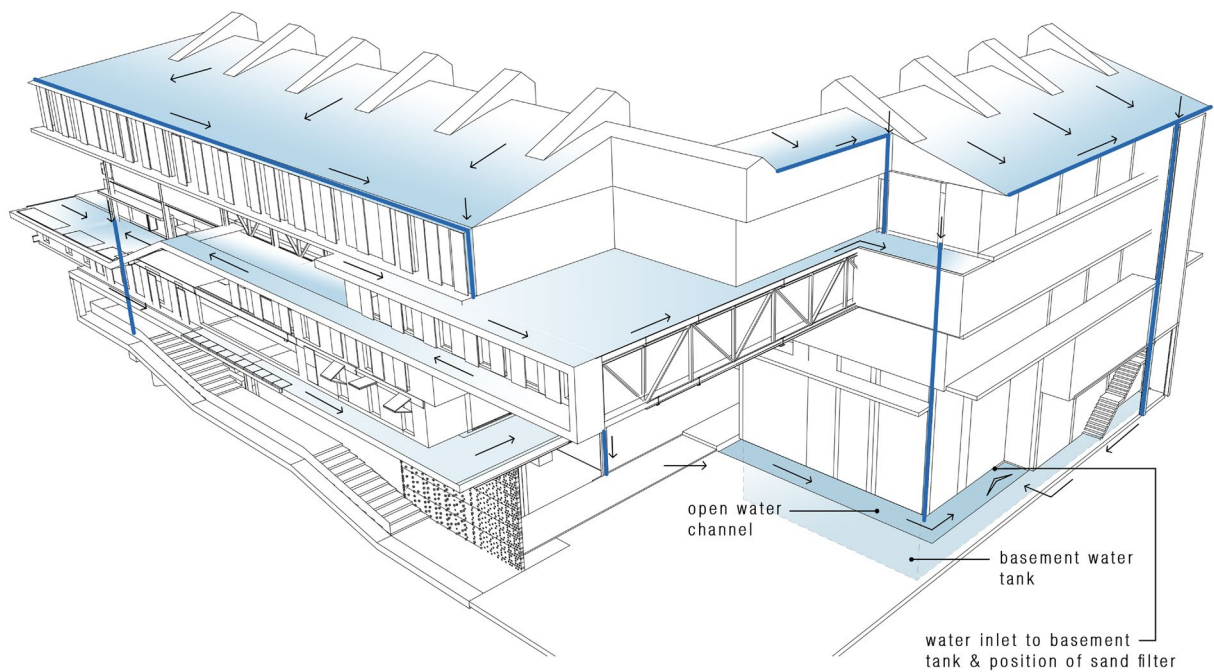 open water
channel
basement water
tank
water inlet to basement
tank & position of sand filter